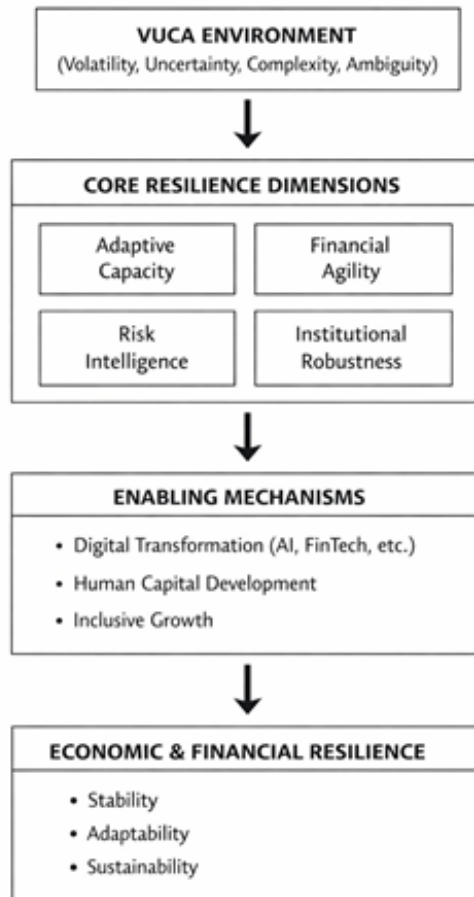 VUCA ENVIRONMENT
(Volatility, Uncertainty, Complexity, Ambiguity)
CORE RESILIENCE DIMENSIONS
Adaptive
Capacity
Financial
Agility
Risk
Intelligence
Institutional
Robustness
ENABLING MECHANISMS
• Digital Transformation (AI, FinTech, etc.)
• Human Capital Development
• Inclusive Growth
ECONOMIC & FINANCIAL RESILIENCE
• Stability
• Adaptability
• Sustainability